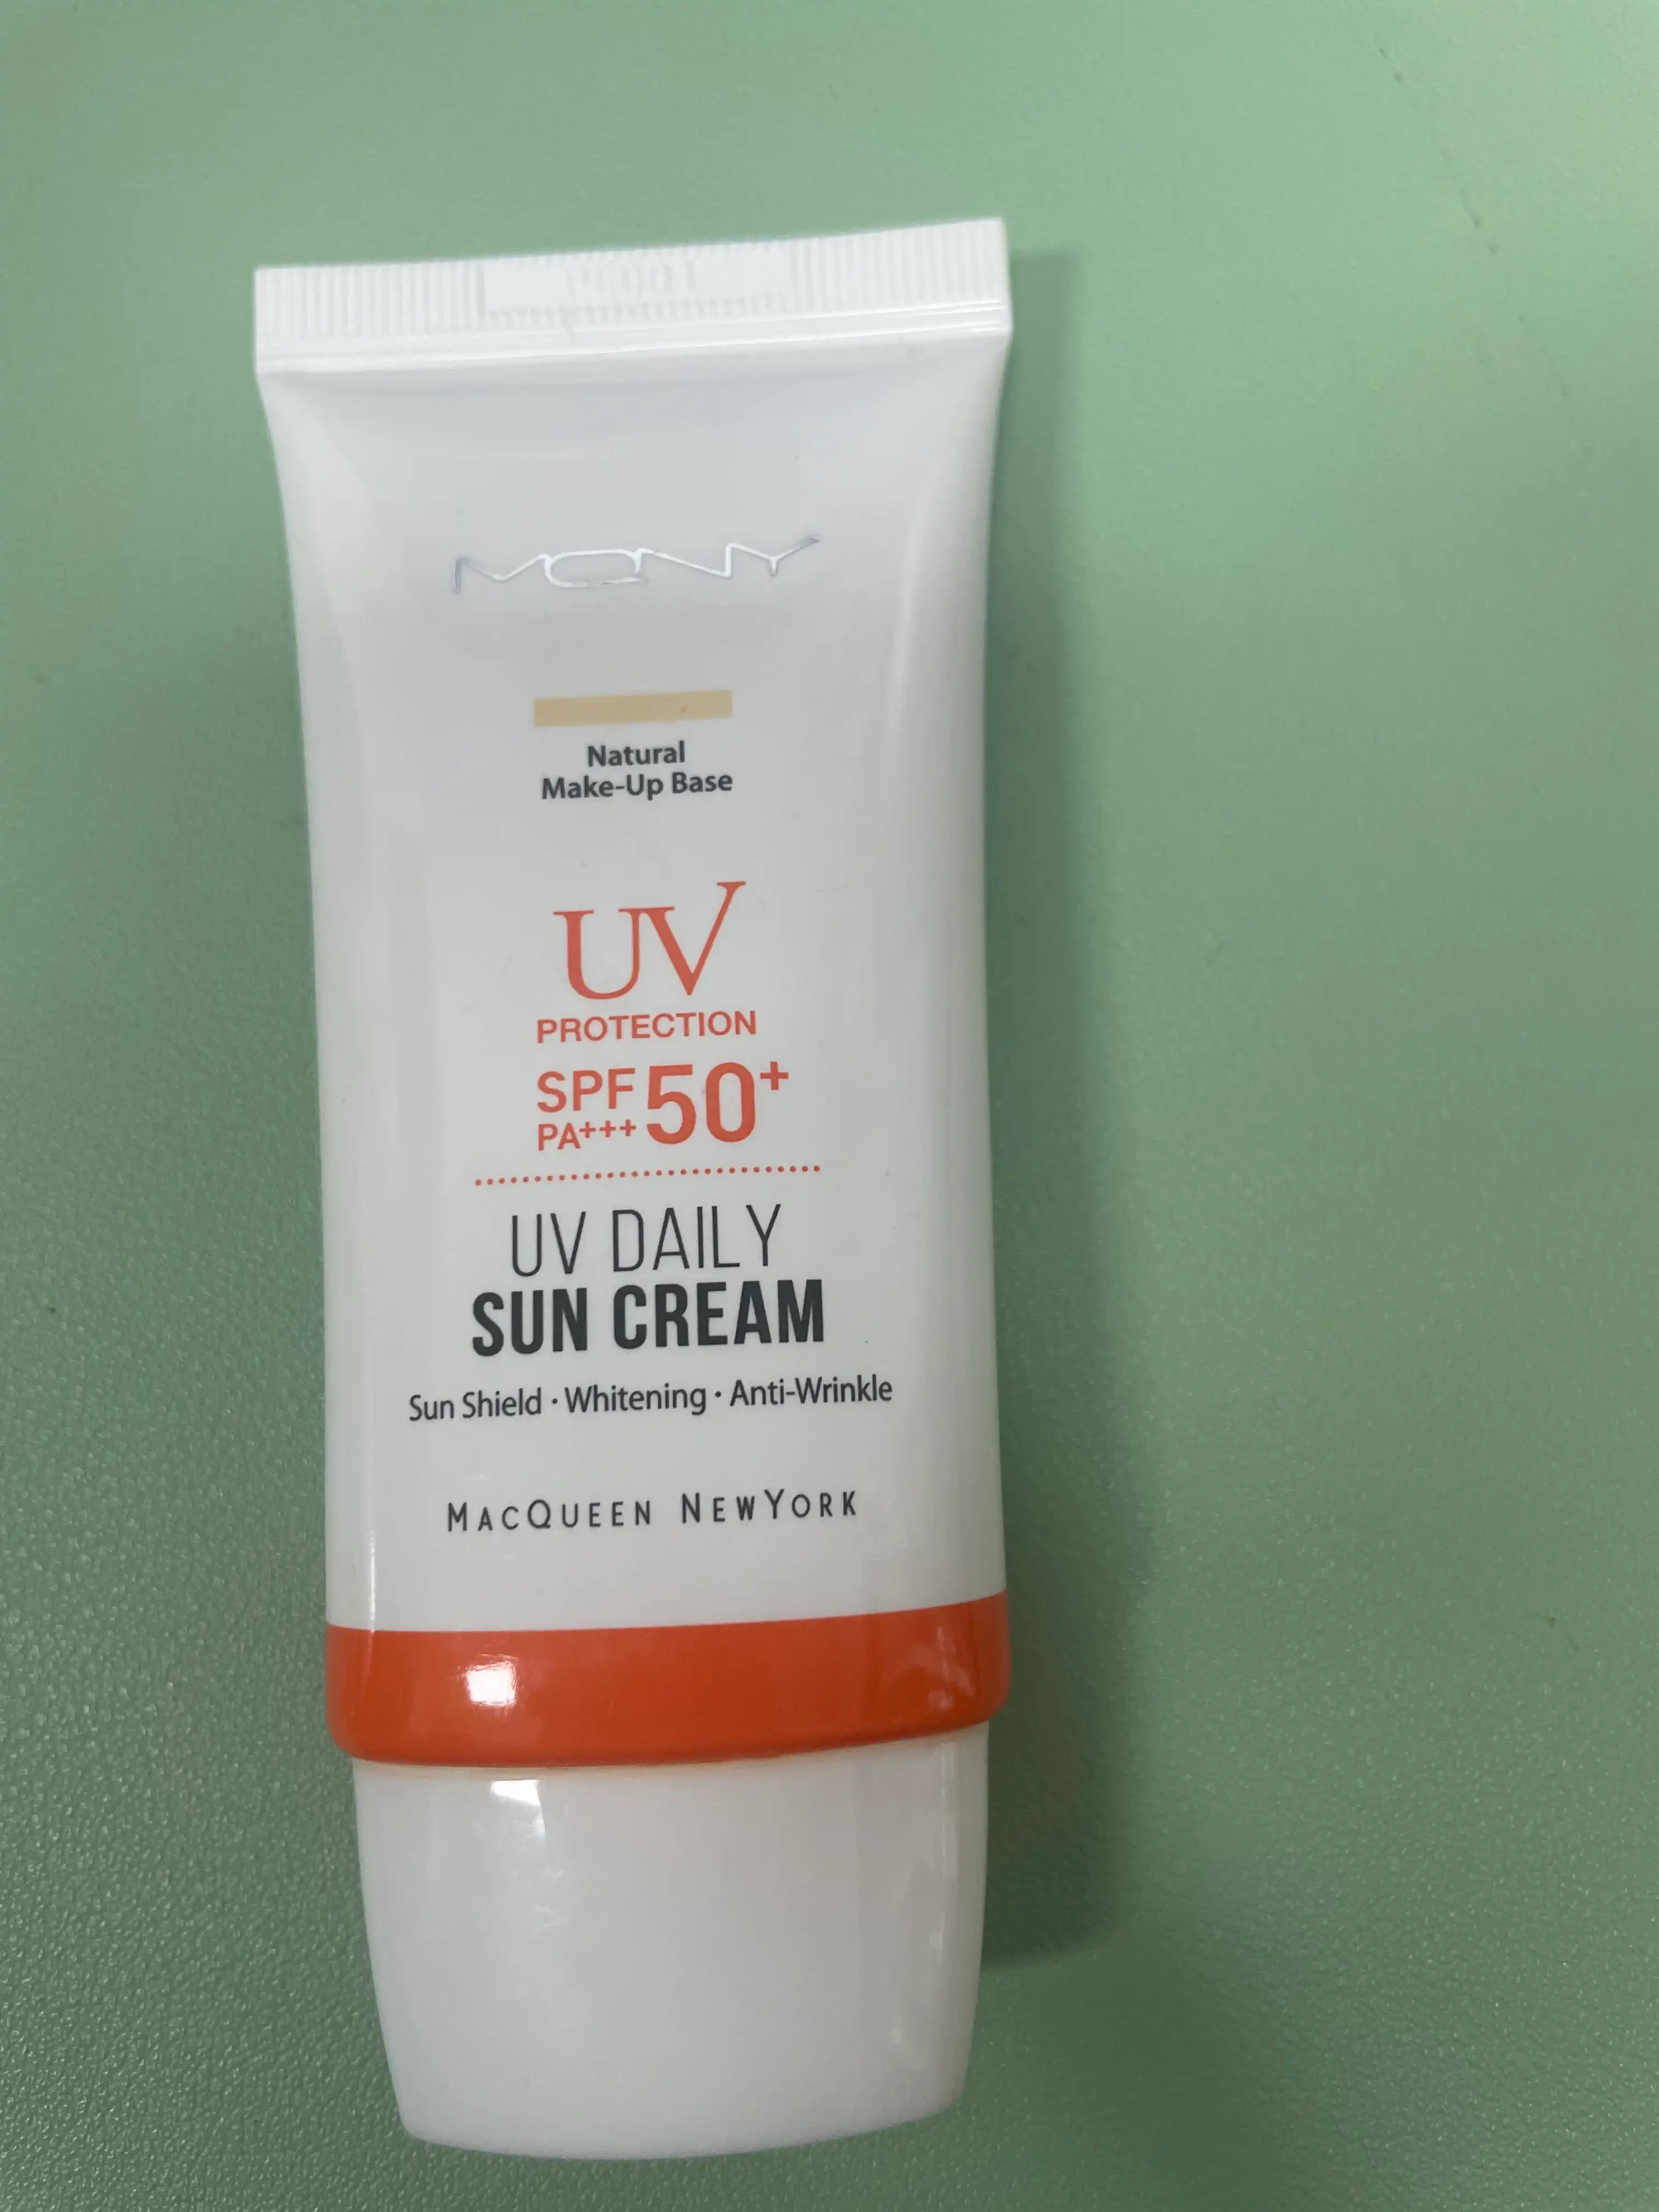 MQNY
Natural
Make-Up Base
UV
PROTECTION
SPF 50+
PA+++
UV DAILY
SUN CREAM
Sun Shield · Whitening · Anti-Wrinkle
MACQUEEN NEWYORK